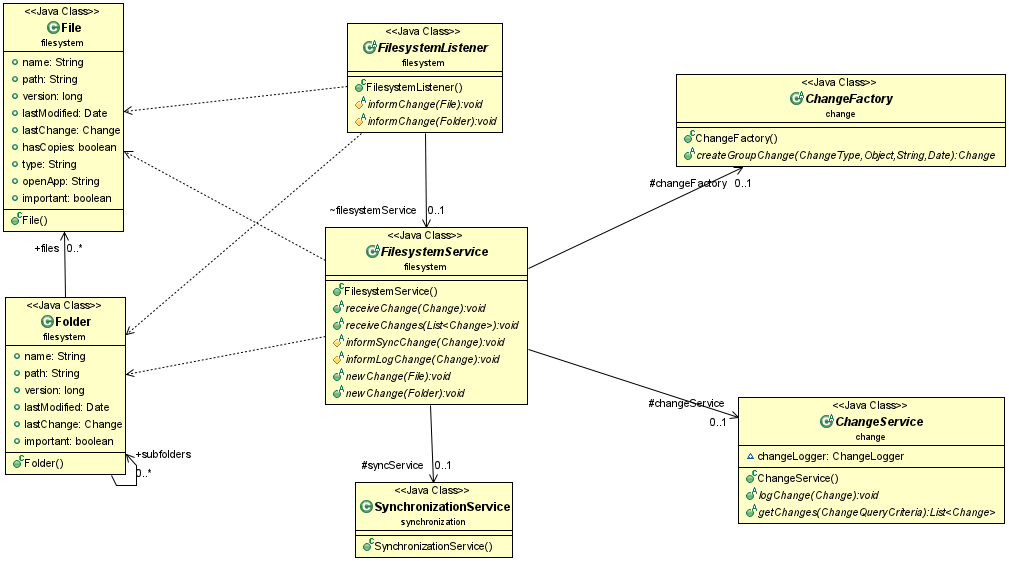 <<Java Class>>
File
filesystem
name: String
path: String
version: long
lastModified: Date
lastChange: Change
hasCopies: boolean
type: String
openApp: String
important: boolean
File()
+files 0..*
<<Java Class>>
Folder
filesystem
name: String
path: String
version: long
lastModified: Date
lastChange: Change
important: boolean
Folder()
+subfolders
0..*
<<Java Class>>
FilesystemListener
filesystem
FilesystemListener()
informChange(File):void
informChange(Folder):void
~filesystemService 0..1
<<Java Class>>
FilesystemService
filesystem
FilesystemService()
receiveChange(Change):void
receiveChanges(List<Change>):void
informSyncChange(Change):void
informLogChange(Change):void
newChange(File):void
newChange(Folder):void
#syncService 0..1
<<Java Class>>
SynchronizationService
synchronization
SynchronizationService()
<<Java Class>>
ChangeFactory
change
ChangeFactory()
createGroupChange(ChangeType,Object,String,Date):Change
#changeFactory 0..1
#changeService
0..1
<<Java Class>>
ChangeService
change
changeLogger: ChangeLogger
ChangeService()
logChange(Change):void
getChanges(ChangeQueryCriteria):List<Change>